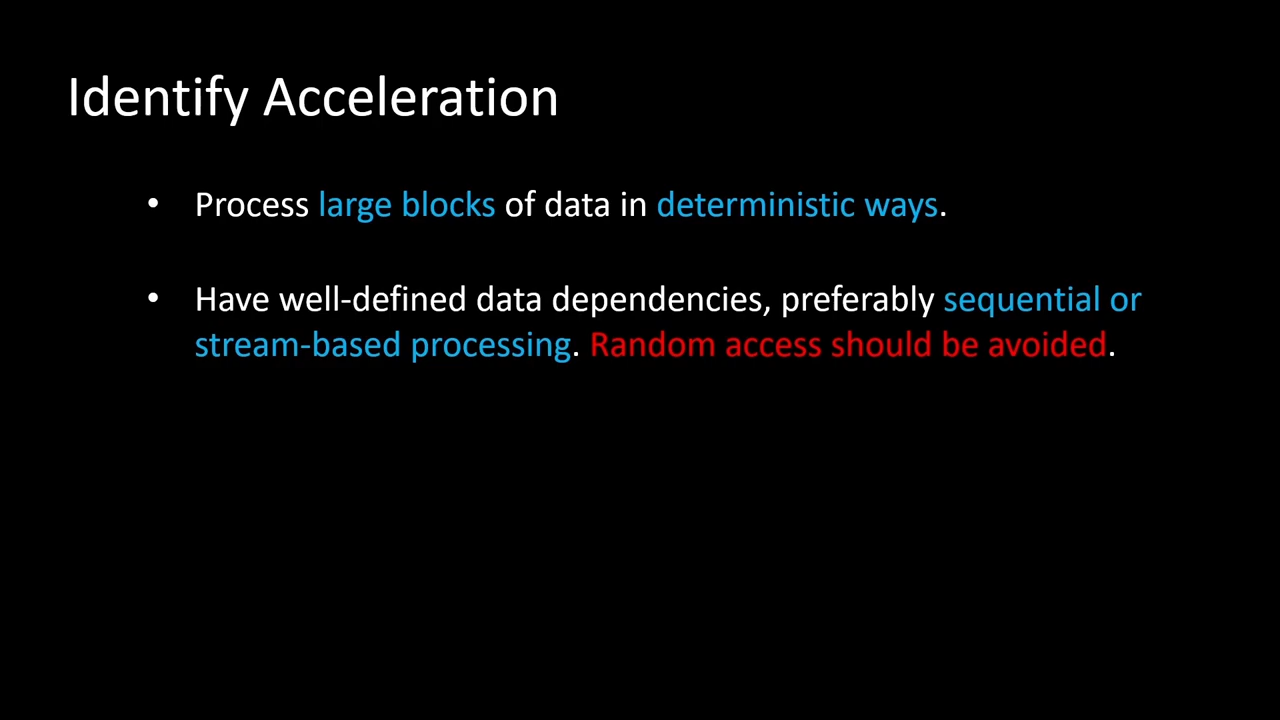 Identify Acceleration
• Process large blocks of data in deterministic ways.
• Have well-defined data dependencies, preferably sequential or
stream-based processing. Random access should be avoided.